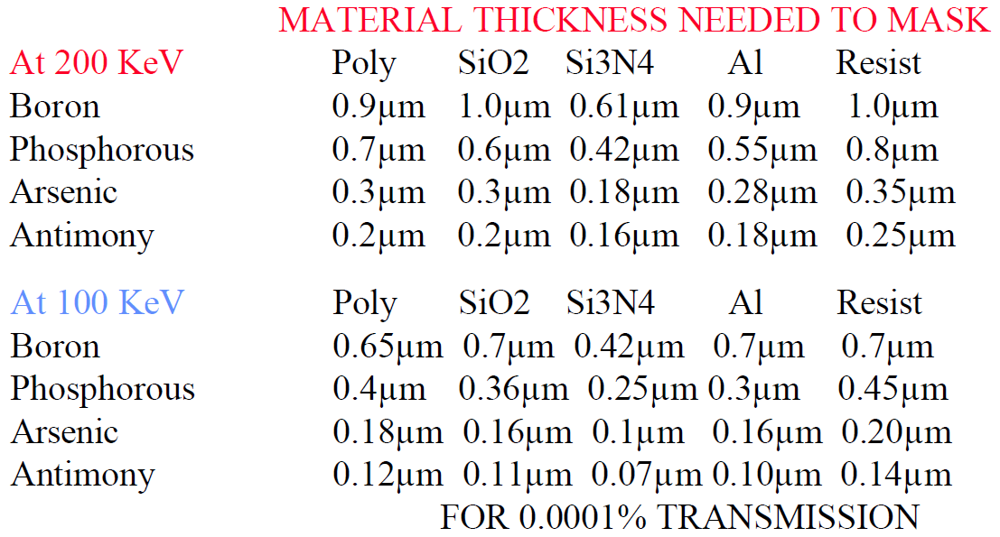 MATERIAL THICKNESS NEEDED TO MASK
At 200 KeV Poly SiO2 Si3N4 Al Resist
Boron 0.9µm 1.0µm 0.61µm 0.9µm 1.0µm
Phosphorous 0.7µm 0.6µm 0.42µm 0.55µm 0.8µm
Arsenic 0.3µm 0.3µm 0.18µm 0.28µm 0.35µm
Antimony 0.2µm 0.2µm 0.16µm 0.18µm 0.25µm
At 100 KeV Poly SiO2 Si3N4 Al Resist
Boron 0.65µm 0.7µm 0.42µm 0.7µm 0.7µm
Phosphorous 0.4µm 0.36µm 0.25µm 0.3µm 0.45µm
Arsenic 0.18µm 0.16µm 0.1µm 0.16µm 0.20µm
Antimony 0.12µm 0.11µm 0.07µm 0.10µm 0.14µm
FOR 0.0001% TRANSMISSION